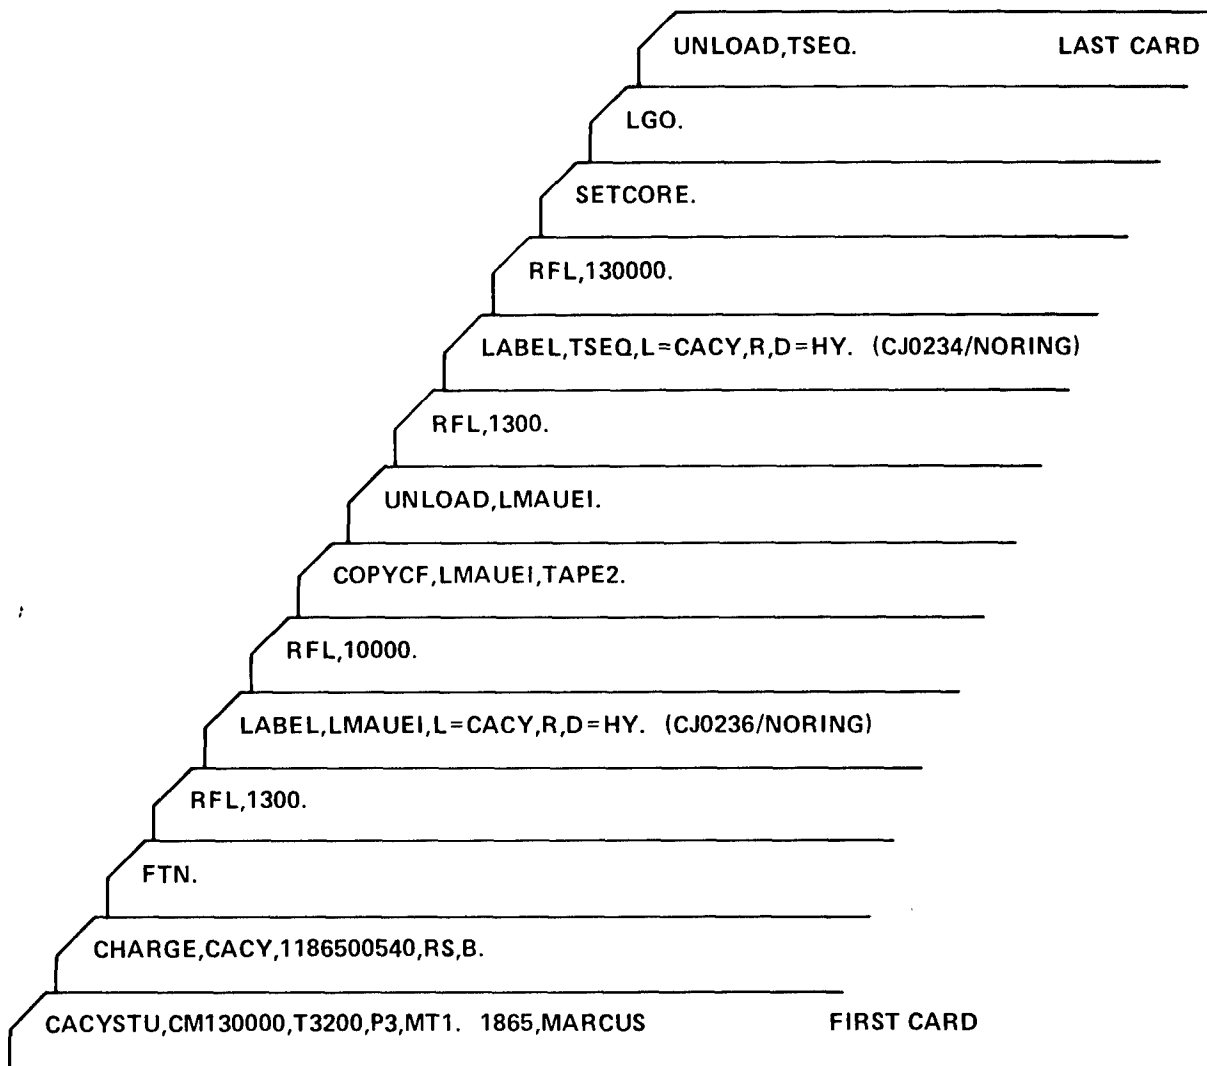 UNLOAD,TSEQ. LAST CARD
LGO.
SETCORE.
RFL,130000.
LABEL,TSEQ,L=CACY,R,D=HY. (CJ0234/NORING)
RFL,1300.
UNLOAD,LMAUEI.
COPYCF,LMAUEI,TAPE2.
RFL,10000.
LABEL,LMAUEI,L=CACY,R,D=HY. (CJ0236/NORING)
RFL,1300.
FTN.
CHARGE,CACY,1186500540,RS,B.
CACYSTU,CM130000,T3200,P3,MT1. 1865,MARCUS FIRST CARD